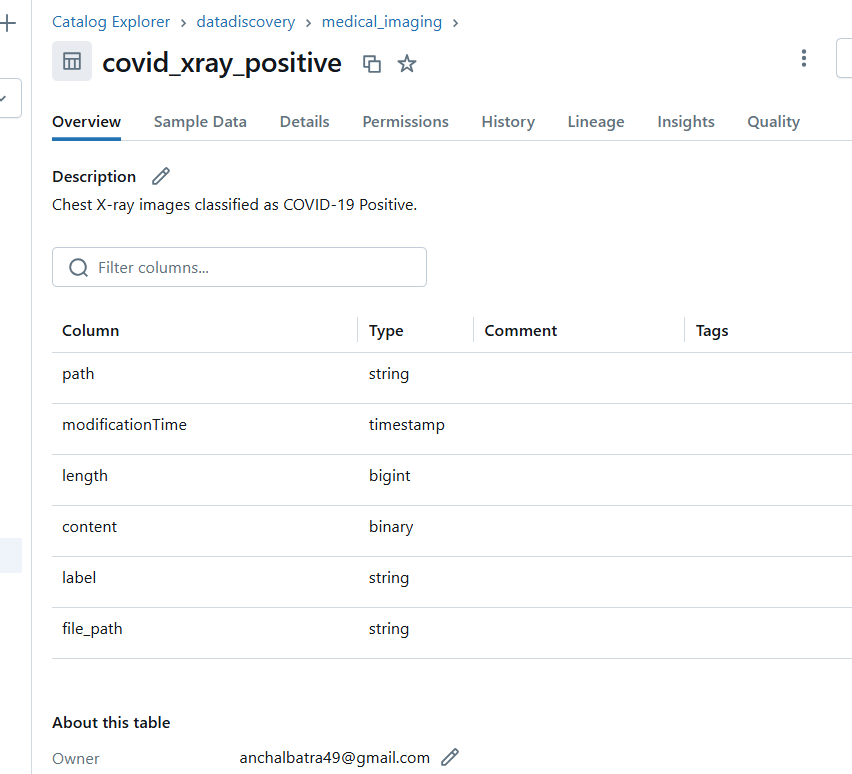 Catalog Explorer > datadiscovery > medical_imaging >
covid_xray_positive
Overview Sample Data Details Permissions History Lineage Insights Quality
Description
Chest X-ray images classified as COVID-19 Positive.
Filter columns...
Column Type Comment Tags
path string
modificationTime timestamp
length bigint
content binary
label string
file_path string
About this table
Owner anchalbatra49@gmail.com